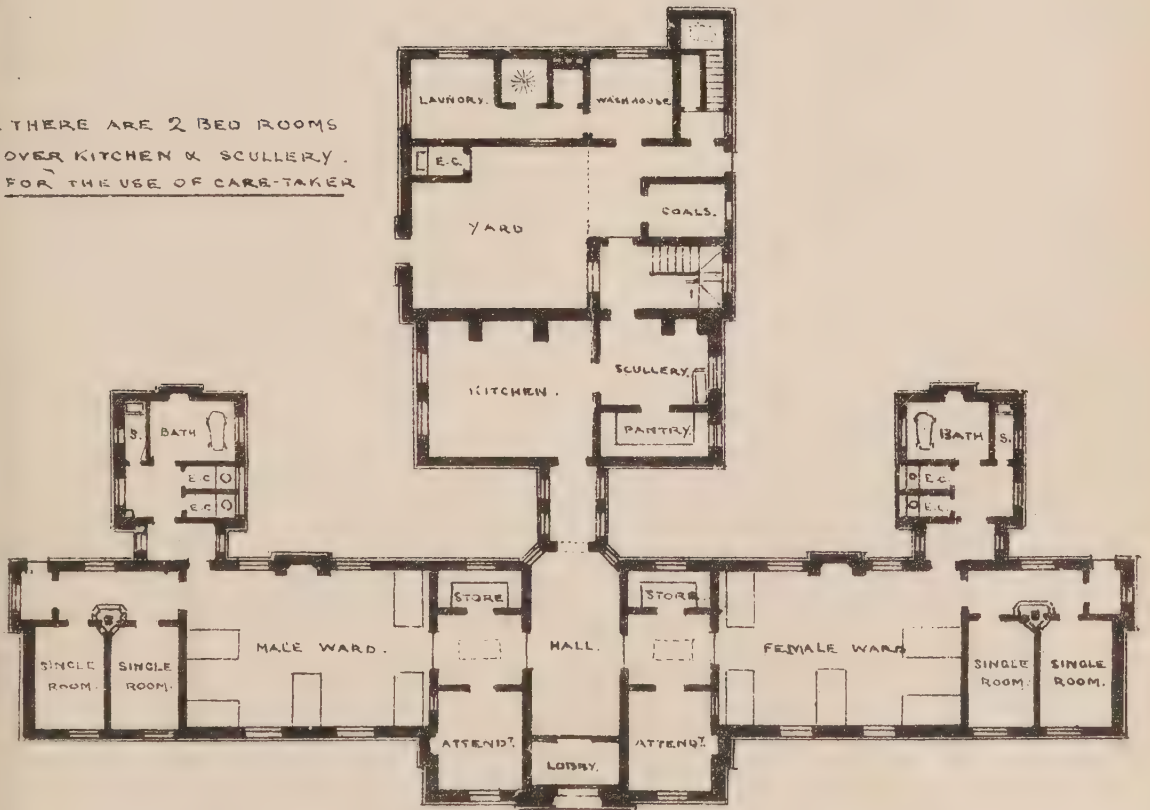 THERE ARE 2 BED ROOMS
OVER KITCHEN & SCULLERY.
FOR THE USE OF CARE-TAKER
LAUNDRY.
WASHHOUSE
E.C.
COALS.
YARD
KITCHEN.
SCULLERY.
PANTRY.
S.
BATH
E.C.
E.C.
BATH
S.
E.C.
E.C.
STORE
STORE.
MALE WARD.
HALL.
FEMALE WARD
SINGLE
ROOM.
SINGLE
ROOM.
SINGLE
ROOM.
SINGLE
ROOM.
ATTENDT.
ATTENDT.
LOBBY.